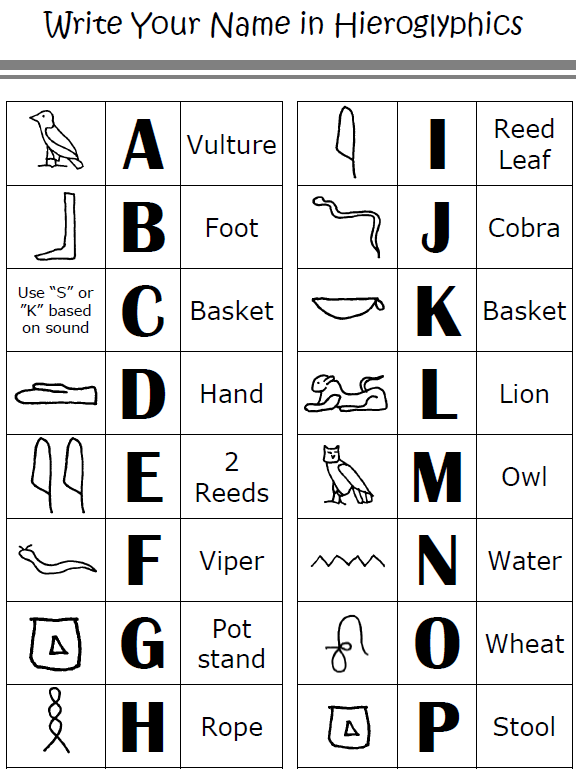 Write Your Name in Hieroglyphics
A
Vulture
B
Foot
Use “S” or
”K” based
on sound
C
Basket
D
Hand
E
2
Reeds
F
Viper
G
Pot
stand
H
Rope
I
Reed
Leaf
J
Cobra
K
Basket
L
Lion
M
Owl
N
Water
O
Wheat
P
Stool